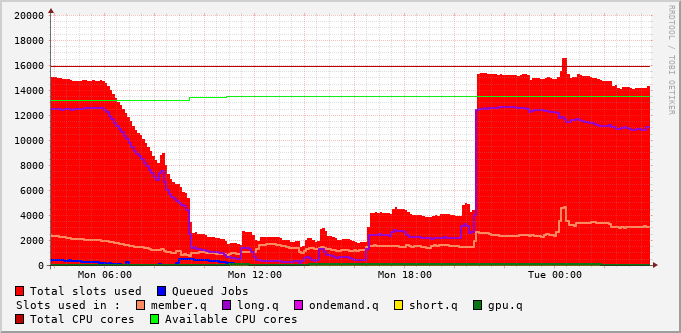 20000
18000
16000
14000
12000
10000
8000
6000
4000
2000
0
Mon 06:00 Mon 12:00 Mon 18:00 Tue 00:00
RRDTOOL / TOBI OETIKER
Total slots used Queued Jobs
Slots used in : member.q long.q ondemand.q short.q gpu.q
Total CPU cores Available CPU cores